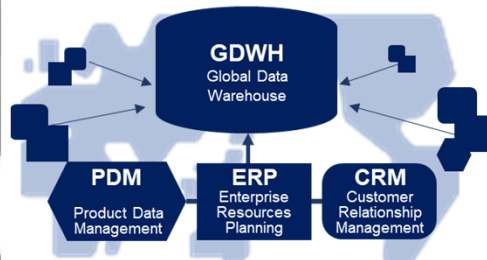 GDWH
Global Data
Warehouse
PDM
Product Data
Management
ERP
Enterprise
Resources
Planning
CRM
Customer
Relationship
Management